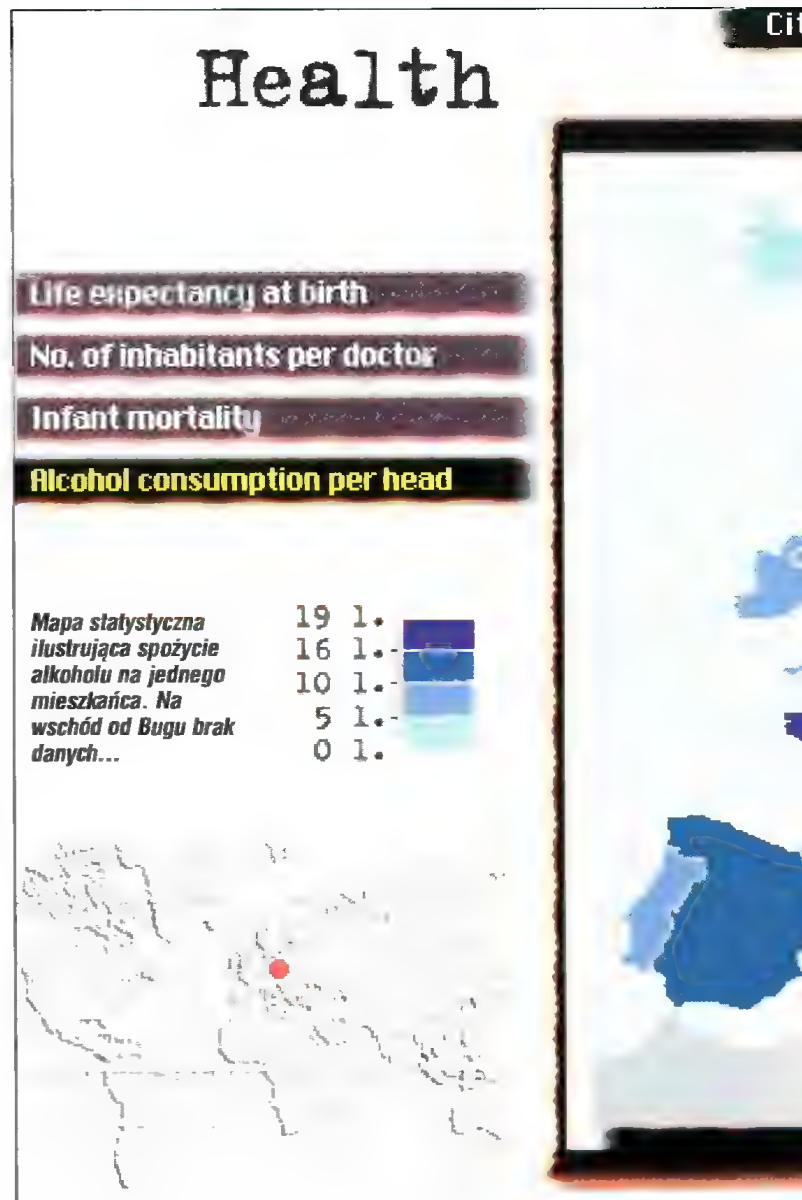 Cit
Health
Life expectancy at birth
No. of inhabitants per doctor
Infant mortality
Alcohol consumption per head
Mapa statystyczna
ilustrująca spożycie
alkoholu na jednego
mieszkańca. Na
wschód od Bugu brak
danych...
19 l.
16 l.-
10 l.-
5 l.-
0 l.